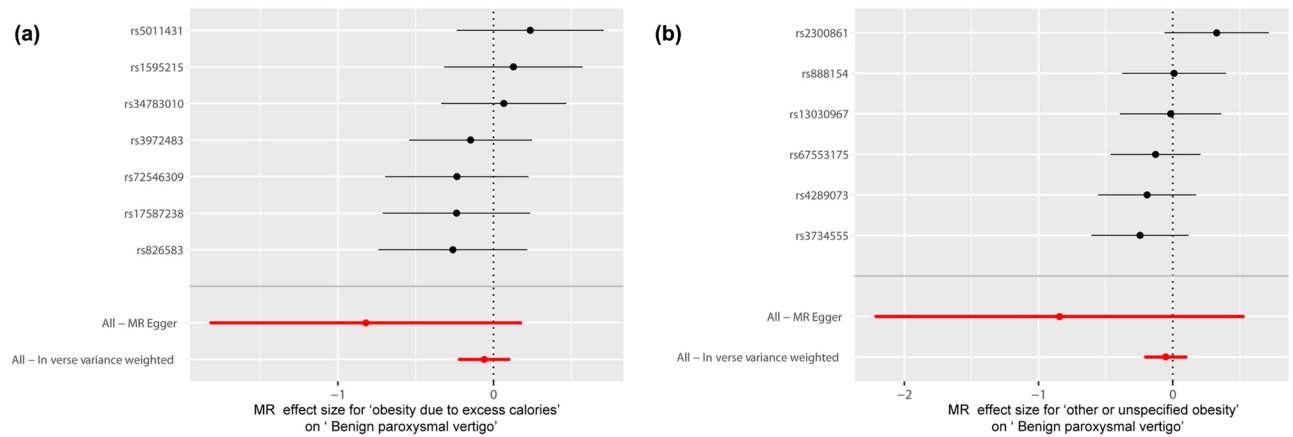 (a)
rs5011431
rs1595215
rs34783010
rs3972483
rs72546309
rs17587238
rs826583
All – MR Egger
All – In verse variance weighted
−1
0
MR effect size for 'obesity due to excess calories'
on ' Benign paroxysmal vertigo'
(b)
rs2300861
rs888154
rs13030967
rs67553175
rs4289073
rs3734555
All – MR Egger
All – In verse variance weighted
−2
−1
0
MR effect size for 'other or unspecified obesity'
on ' Benign paroxysmal vertigo'